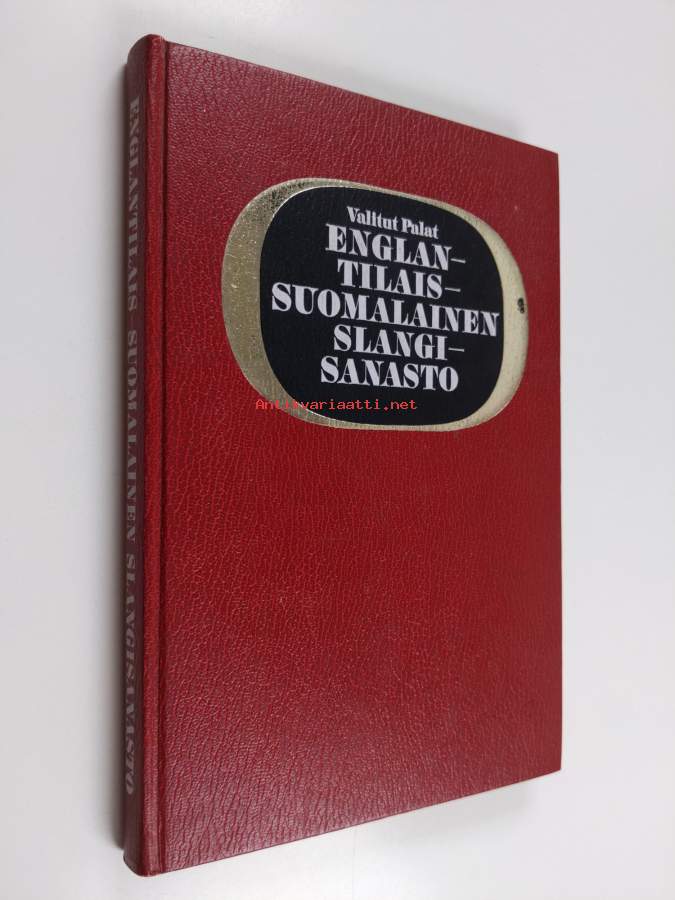 Valitut Palat
ENGLAN–
TILAIS–
SUOMALAINEN
SLANGI–
SANASTO
Antikvariaatti.net
ENGLANTILAIS SUOMALAINEN SLANGISANASTO